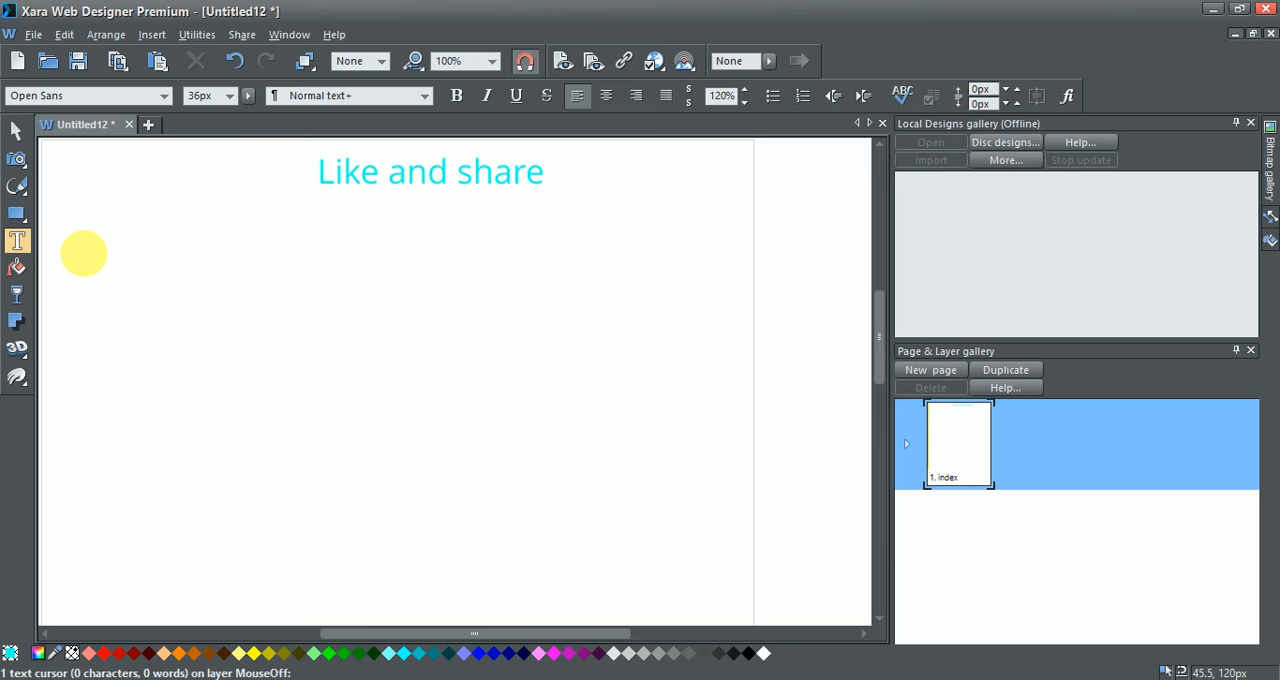 Xara Web Designer Premium - [Untitled12 *]
W File Edit Arrange Insert Utilities Share Window Help
None 100% None
Open Sans 36px ¶ Normal text+ B I U S S S 120% ABC 0px 0px fi
W Untitled12 * Local Designs gallery (Offline)
Open Disc designs... Help...
Import More... Stop update
Bitmap gallery
Like and share
T
3D
Page & Layer gallery
New page Duplicate
Delete Help...
1. index
1 text cursor (0 characters, 0 words) on layer MouseOff: 45.5, 120px